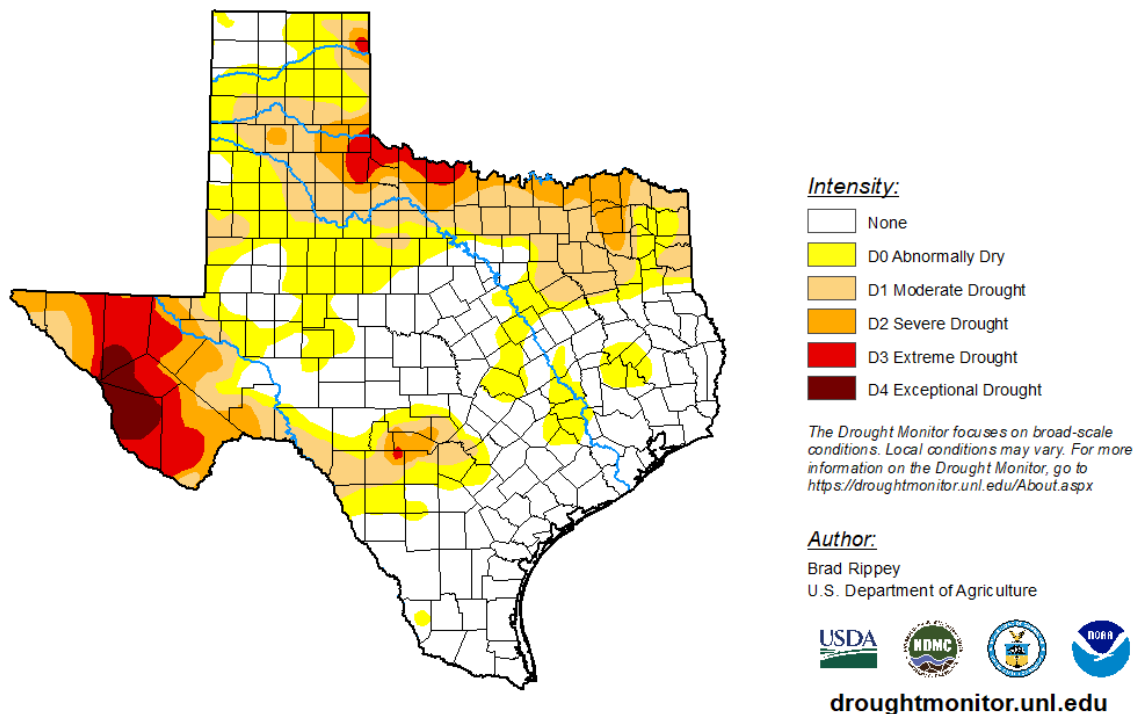 Intensity:
None
D0 Abnormally Dry
D1 Moderate Drought
D2 Severe Drought
D3 Extreme Drought
D4 Exceptional Drought
The Drought Monitor focuses on broad-scale
conditions. Local conditions may vary. For more
information on the Drought Monitor, go to
https://droughtmonitor.unl.edu/About.aspx
Author:
Brad Rippey
U.S. Department of Agriculture
USDA
NDMC
NOAA
droughtmonitor.unl.edu